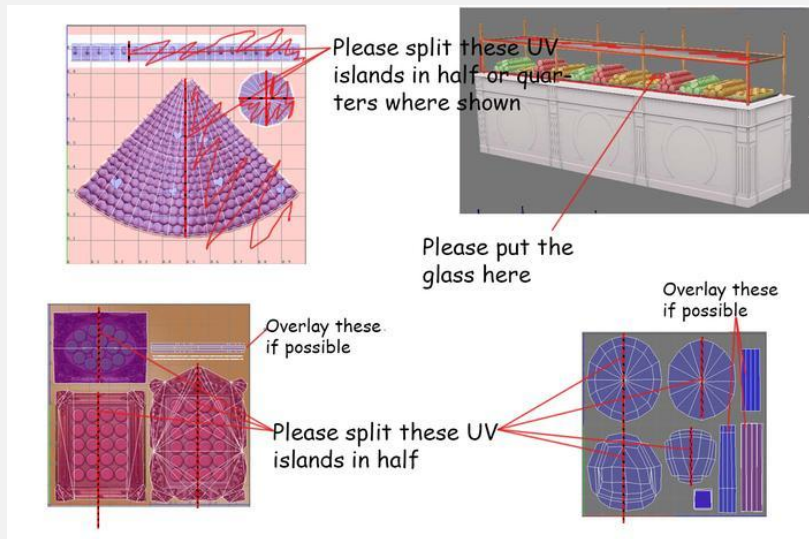 Please split these UV
islands in half or quar-
ters where shown
Please put the
glass here
Overlay these
if possible
Overlay these
if possible
Please split these UV
islands in half